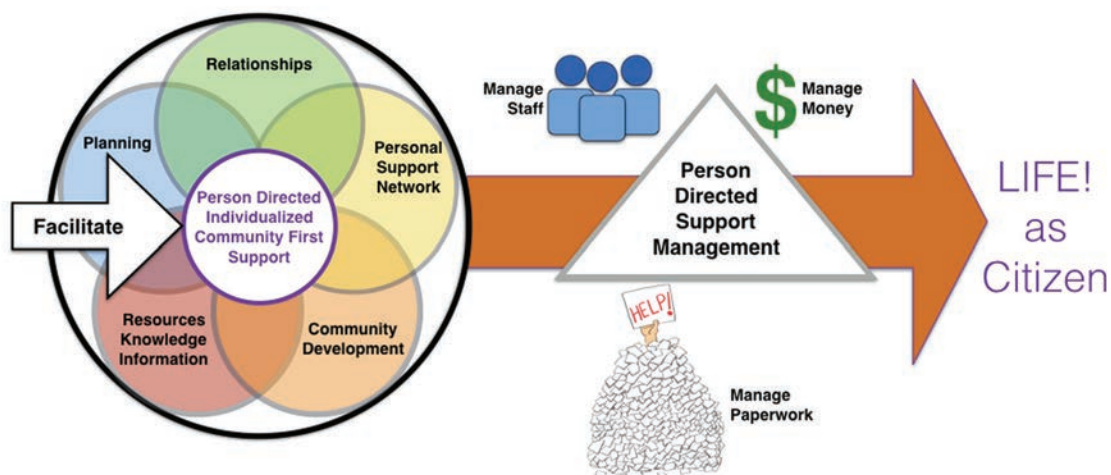 Relationships
Planning
Personal
Support
Network
Facilitate
Person Directed
Individualized
Community First
Support
Resources
Knowledge
Information
Community
Development
Manage
Staff
$
Manage
Money
Person
Directed
Support
Management
HELP!
Manage
Paperwork
LIFE!
as
Citizen